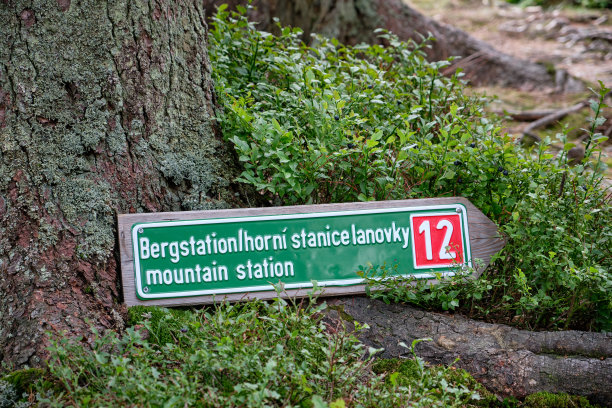 Bergstation/horní stanice lanovky
mountain station
12